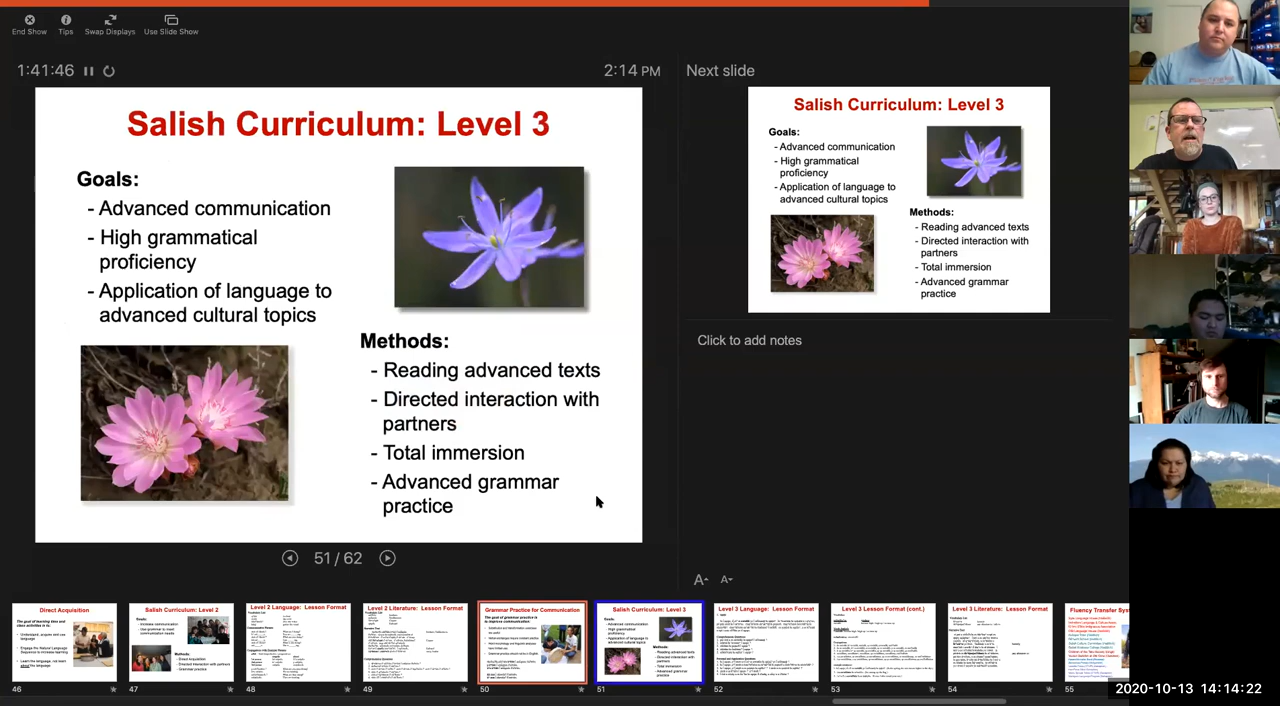 End Show
Tips
Swap Displays
Use Slide Show
1:41:46
2:14 PM
Next slide
Salish Curriculum: Level 3
Goals:
- Advanced communication
- High grammatical
proficiency
- Application of language to
advanced cultural topics
Methods:
- Reading advanced texts
- Directed interaction with
partners
- Total immersion
- Advanced grammar
practice
51 / 62
Salish Curriculum: Level 3
Goals:
- Advanced communication
- High grammatical
proficiency
- Application of language to
advanced cultural topics
Methods:
- Reading advanced texts
- Directed interaction with
partners
- Total immersion
- Advanced grammar
practice
Click to add notes
A
A
Direct Acquisition
46
Salish Curriculum: Level 2
47
Level 2 Language: Lesson Format
48
Level 2 Literature: Lesson Format
49
Grammar Practice for Communication
50
Salish Curriculum: Level 3
51
Level 3 Language: Lesson Format
52
Level 3 Lesson Format (cont.)
53
Level 3 Literature: Lesson Format
54
Fluency Transfer Sys
55
2020-10-13 14:14:22